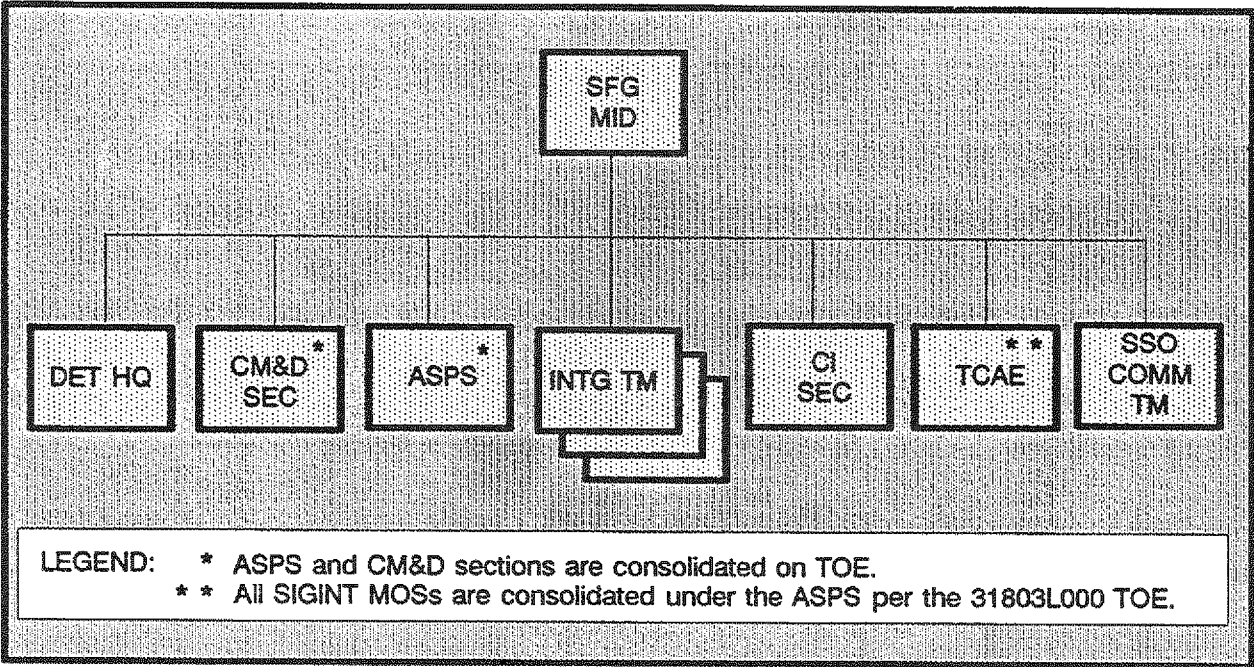 SFG
MID
DET HQ
CM&D *
SEC
ASPS *
INTG TM
CI
SEC
* *
TCAE
SSO
COMM
TM
LEGEND: * ASPS and CM&D sections are consolidated on TOE.
* * All SIGINT MOSs are consolidated under the ASPS per the 31803L000 TOE.